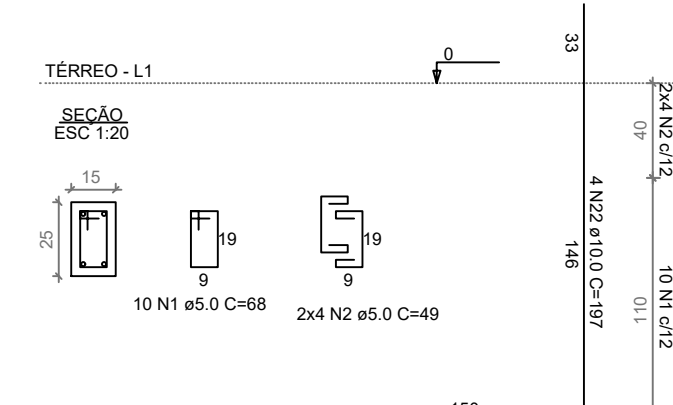 33
0
TÉRREO - L1
SEÇÃO
ESC 1:20
2x4 N2 c/12
40
15
25
19
9
10 N1 ø5.0 C=68
19
9
2x4 N2 ø5.0 C=49
146
4 N22 ø10.0 C=197
110
10 N1 c/12